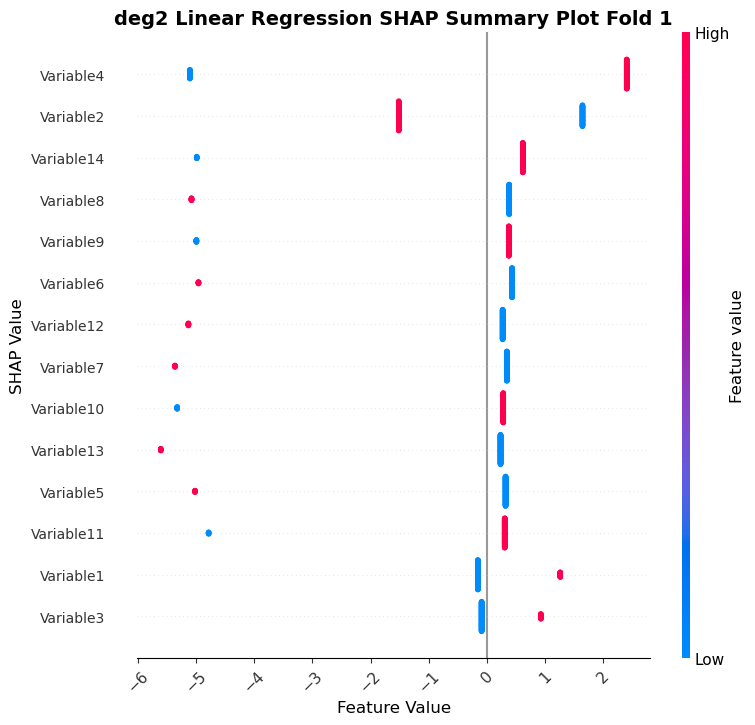 deg2 Linear Regression SHAP Summary Plot Fold 1
High
Variable4
Variable2
Variable14
Variable8
Variable9
Variable6
Variable12
Variable7
Variable10
Variable13
Variable5
Variable11
Variable1
Variable3
SHAP Value
Feature value
Low
−6 −5 −4 −3 −2 −1 0 1 2
Feature Value